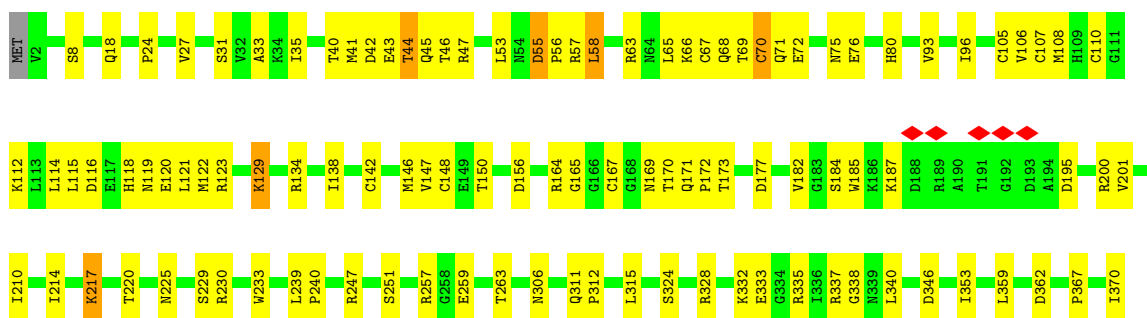 MET V2 S8 Q18 P24 V27 S31 V32 A33 K34 I35 T40 M41 D42 E43 T44 Q45 T46 R47 L53 N54 D55 P56 R57 L58 R63 N64 L65 K66 C67 Q68 T69 C70 Q71 E72 N75 E76 H80 V93 I96 C105 V106 C107 M108 H109 C110 G111
K112 L113 L114 L115 D116 E117 H118 N119 E120 L121 M122 R123 K129 R134 I138 C142 M146 V147 C148 E149 T150 D156 R164 G165 G166 C167 G168 N169 T170 Q171 P172 T173 D177 V182 G183 S184 W185 K186 K187 D188 R189 A190 T191 G192 D193 A194 D195 R200 V201
I210 I214 K217 T220 N225 S229 R230 W233 L239 P240 R247 S251 R257 G258 E259 T263 N306 Q311 P312 L315 S324 R328 K332 E333 G334 R335 I336 R337 G338 N339 L340 D346 I353 L359 D362 P367 I370